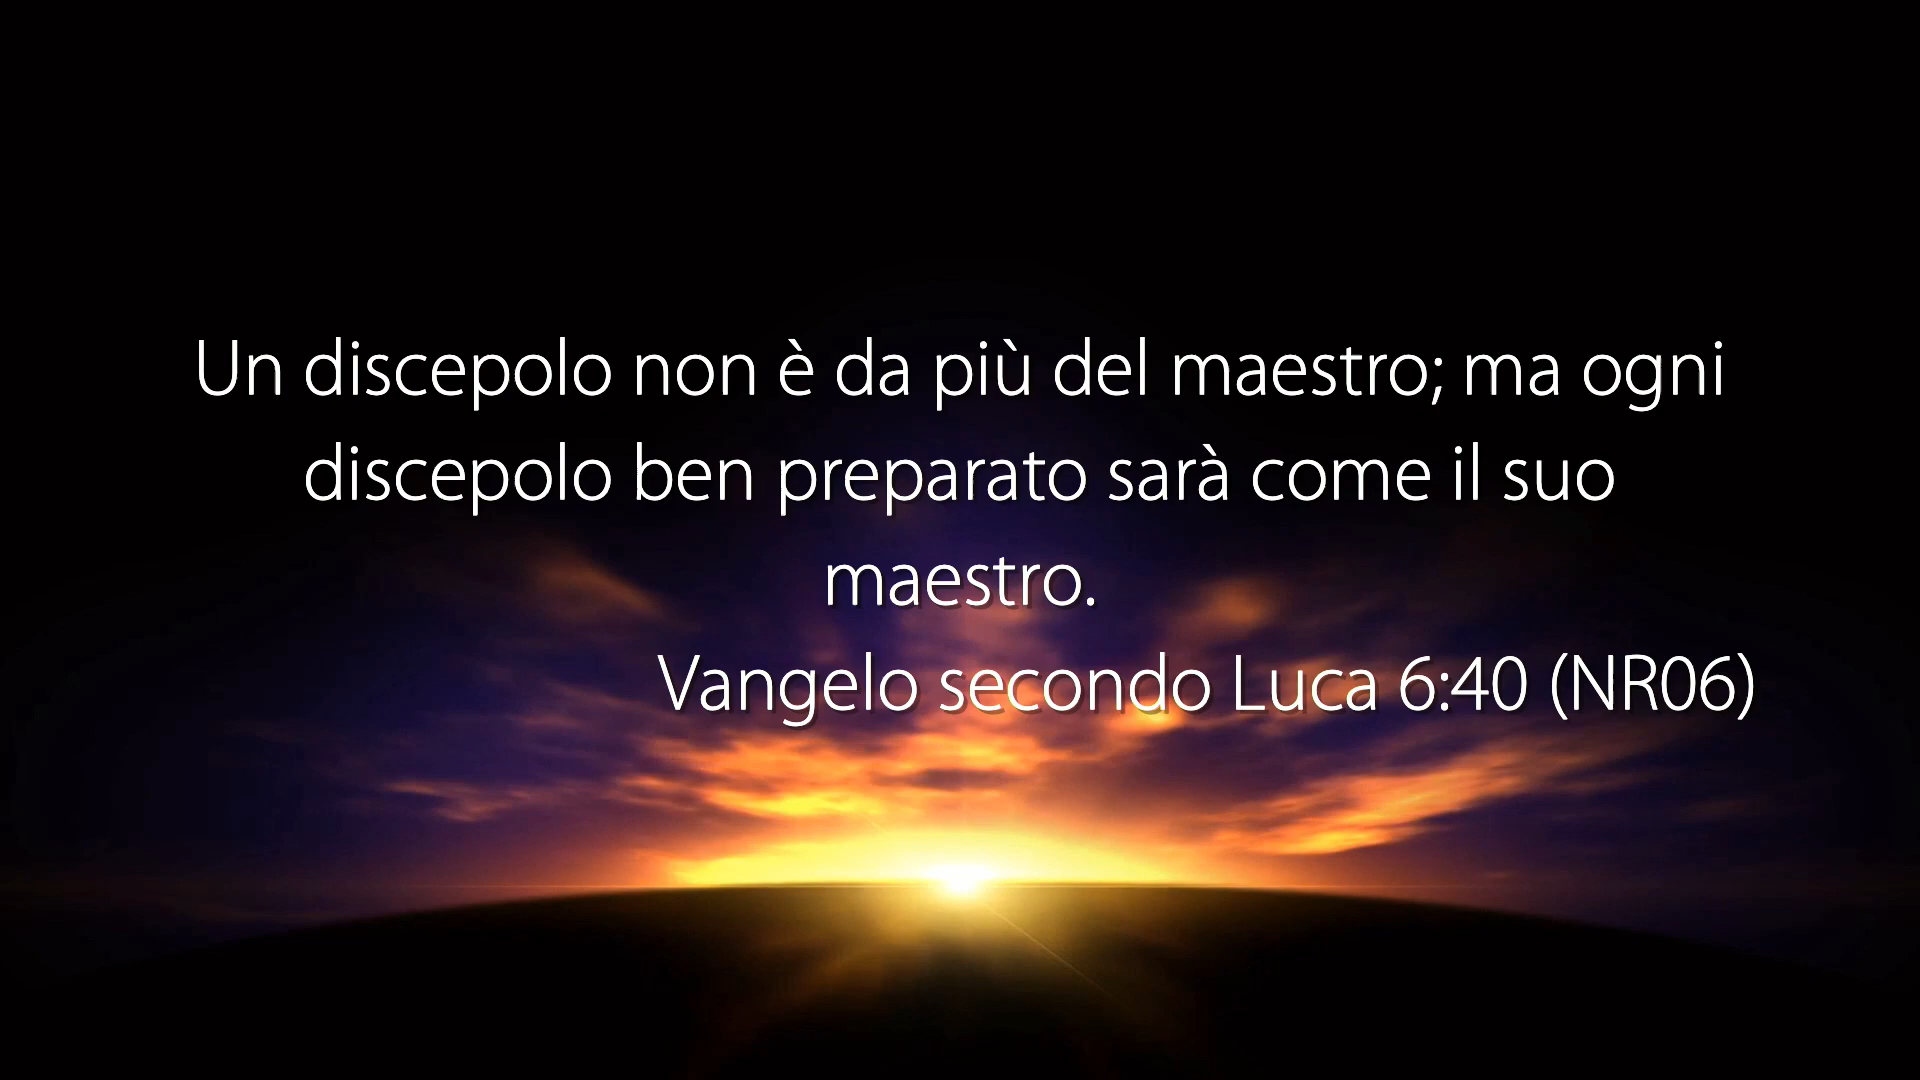 Un discepolo non è da più del maestro; ma ogni
discepolo ben preparato sarà come il suo
maestro.
Vangelo secondo Luca 6:40 (NR06)